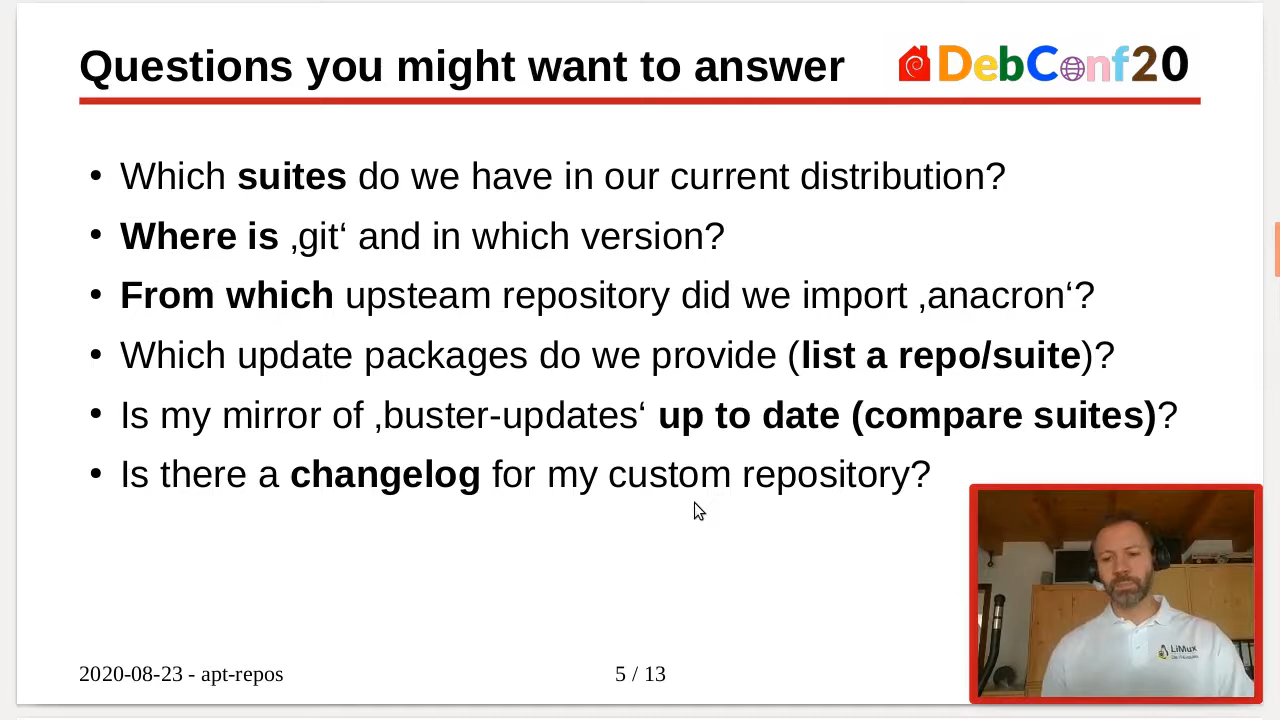 Questions you might want to answer
DebConf20
• Which suites do we have in our current distribution?
• Where is ‚git‘ and in which version?
• From which upsteam repository did we import ‚anacron‘?
• Which update packages do we provide (list a repo/suite)?
• Is my mirror of ‚buster-updates‘ up to date (compare suites)?
• Is there a changelog for my custom repository?
LiMux
2020-08-23 - apt-repos
5 / 13